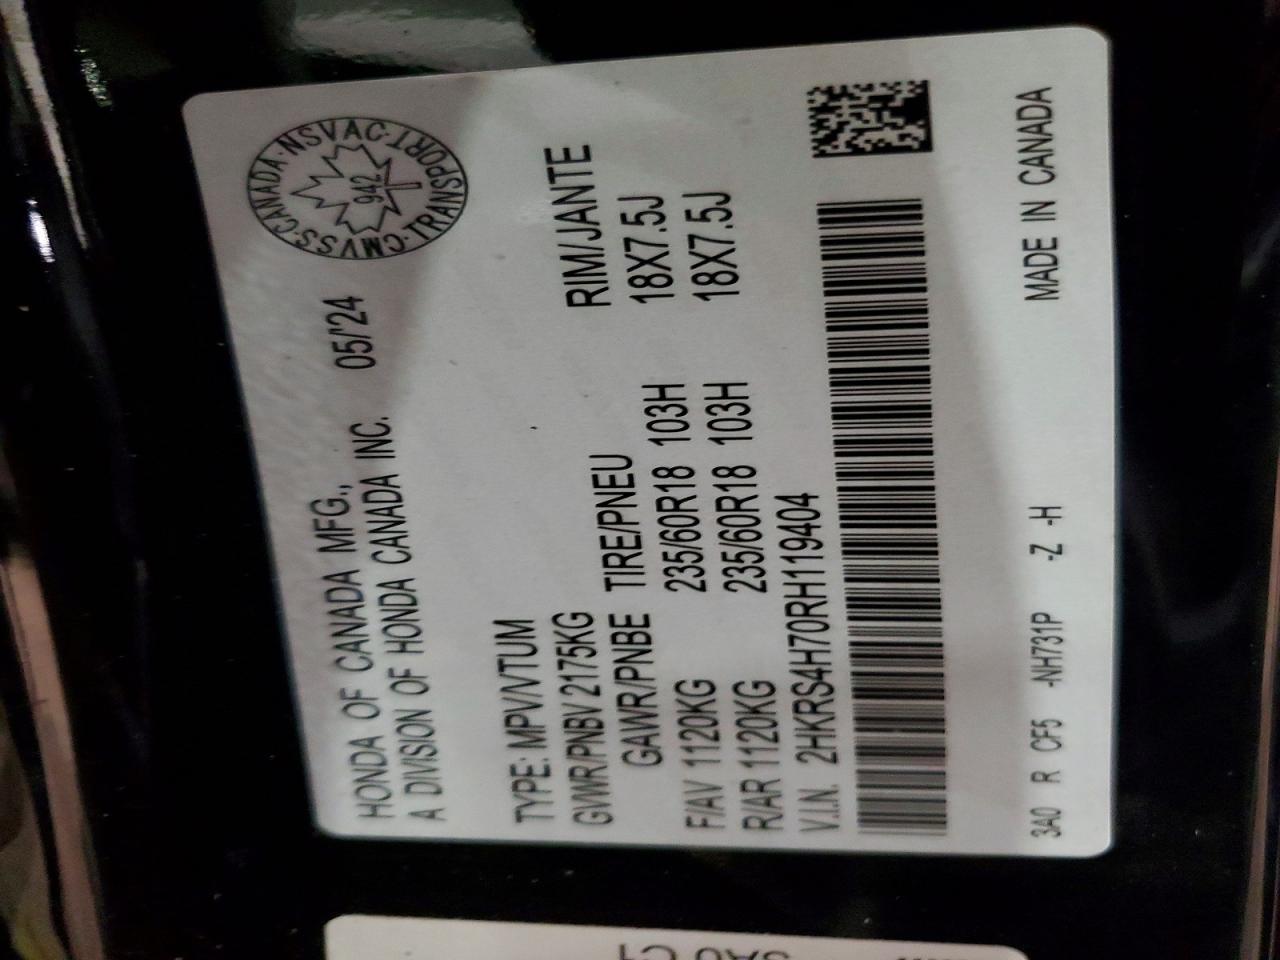 HONDA OF CANADA MFG.,
A DIVISION OF HONDA CANADA INC. 05/'24
CANADA·NSVAC·TRANSPORT·CMVSS·
942
TYPE: MPV/VTUM
GVWR/PNBV 2175KG
GAWR/PNBE TIRE/PNEU RIM/JANTE
F/AV 1120KG 235/60R18 103H 18X7.5J
R/AR 1120KG 235/60R18 103H 18X7.5J
V.I.N. 2HKRS4H70RH119404
3A0 R CF5 -NH731P -Z -H MADE IN CANADA